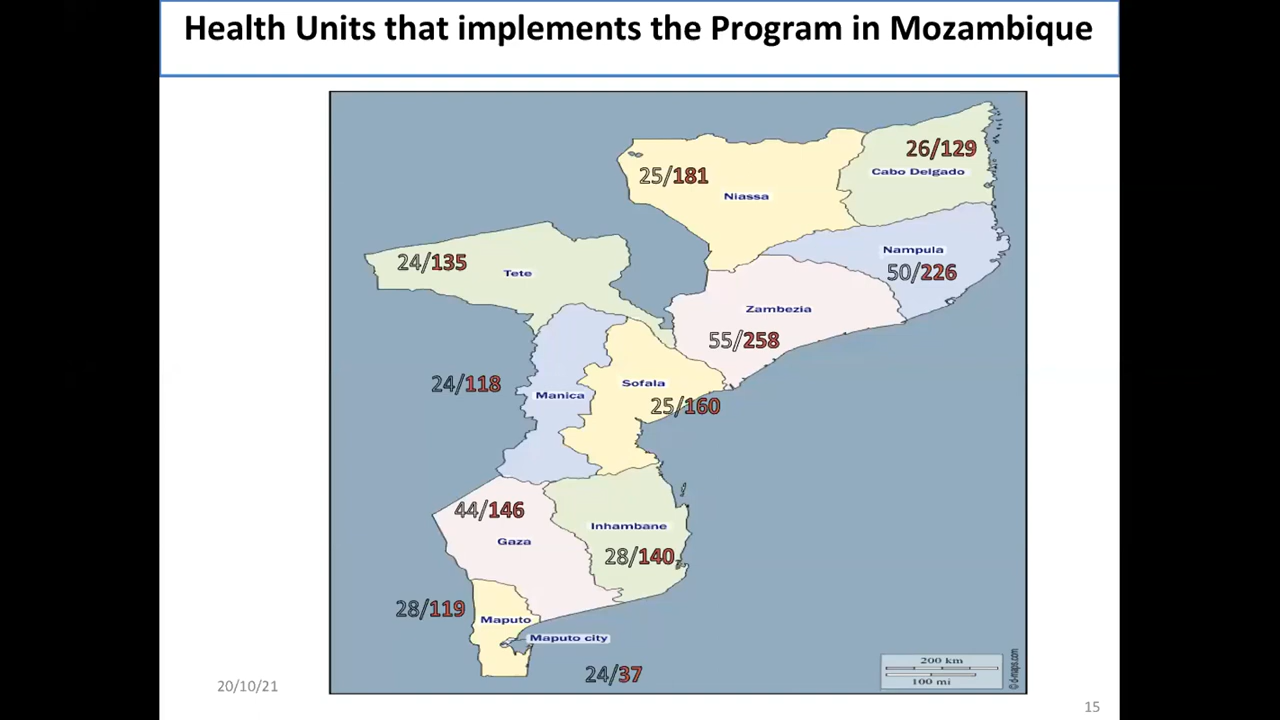 Health Units that implements the Program in Mozambique
26/129
Cabo Delgado
25/181
Niassa
Nampula
50/226
24/135
Tete
Zambezia
55/258
24/118
Manica
Sofala
25/160
44/146
Gaza
Inhambane
28/140
28/119
Maputo
Maputo city
24/37
200 km
100 mi
© d-maps.com
20/10/21
15